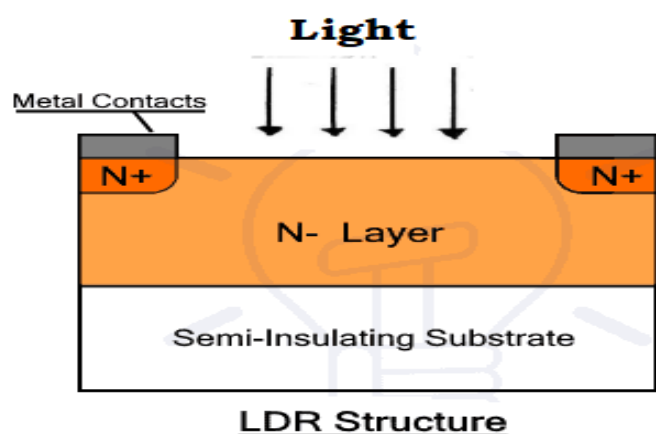 Light
Metal Contacts
N+
N+
N- Layer
Semi-Insulating Substrate
LDR Structure